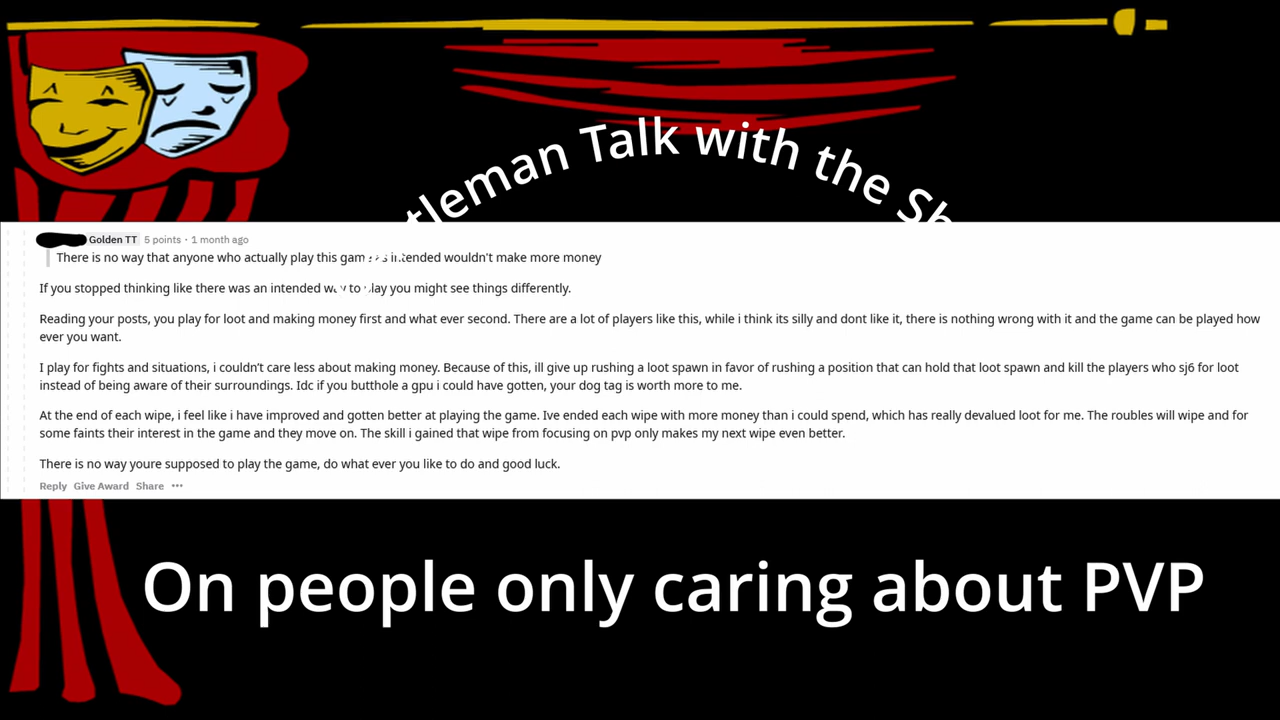 Talk with the
Golden TT 5 points · 1 month ago
There is no way that anyone who actually play this game as intended wouldn't make more money
If you stopped thinking like there was an intended way to play you might see things differently.
Reading your posts, you play for loot and making money first and what ever second. There are a lot of players like this, while i think its silly and dont like it, there is nothing wrong with it and the game can be played how
ever you want.
I play for fights and situations, i couldn't care less about making money. Because of this, ill give up rushing a loot spawn in favor of rushing a position that can hold that loot spawn and kill the players who sj6 for loot
instead of being aware of their surroundings. Idc if you butthole a gpu i could have gotten, your dog tag is worth more to me.
At the end of each wipe, i feel like i have improved and gotten better at playing the game. Ive ended each wipe with more money than i could spend, which has really devalued loot for me. The roubles will wipe and for
some faints their interest in the game and they move on. The skill i gained that wipe from focusing on pvp only makes my next wipe even better.
There is no way youre supposed to play the game, do what ever you like to do and good luck.
Reply Give Award Share •••
On people only caring about PVP